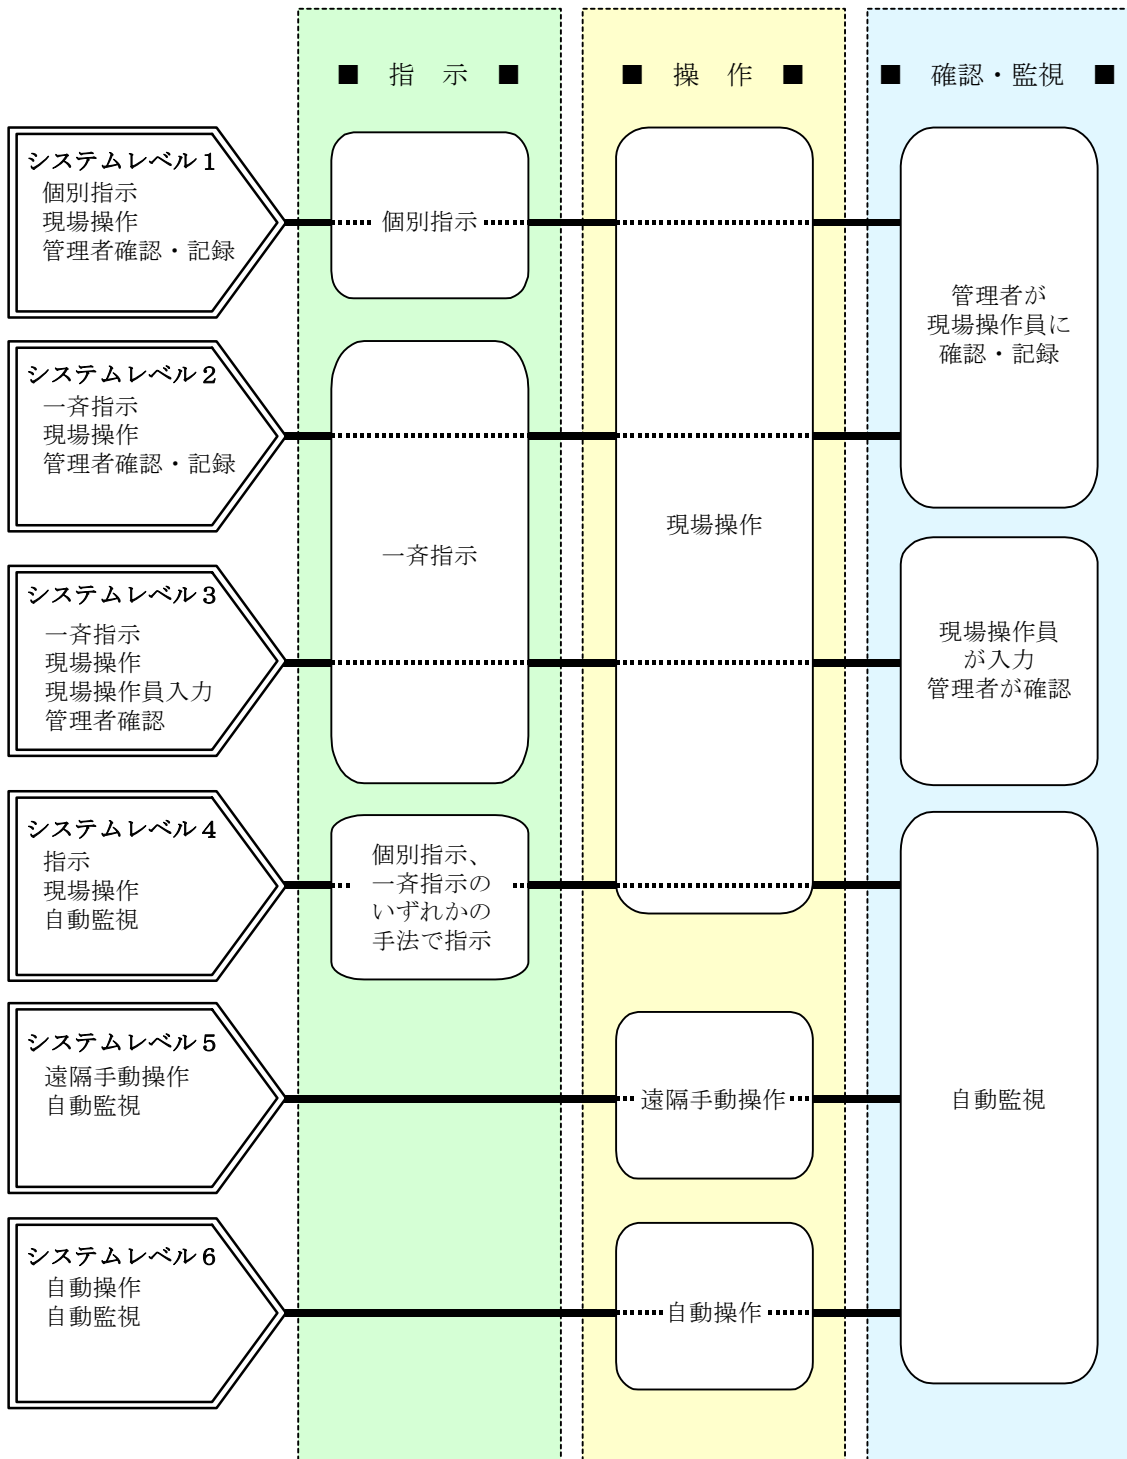 ■ 指 示 ■
■ 操 作 ■
■ 確認・監視 ■
システムレベル1
個別指示
現場操作
管理者確認・記録
個別指示
管理者が
現場操作員に
確認・記録
システムレベル2
一斉指示
現場操作
管理者確認・記録
一斉指示
現場操作
システムレベル3
一斉指示
現場操作
現場操作員入力
管理者確認
現場操作員
が入力
管理者が確認
システムレベル4
指示
現場操作
自動監視
個別指示、
一斉指示の
いずれかの
手法で指示
システムレベル5
遠隔手動操作
自動監視
遠隔手動操作
自動監視
システムレベル6
自動操作
自動監視
自動操作